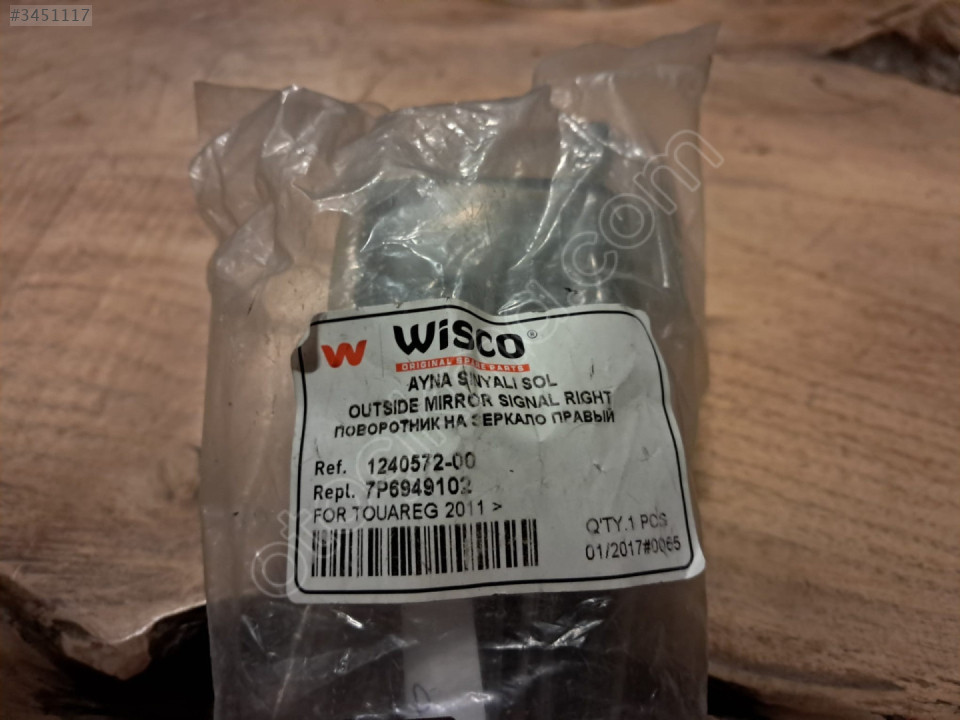 #3451117
W WiSCO®
ORIGINAL SPARE PARTS
AYNA SİNYALİ SOL
OUTSIDE MIRROR SIGNAL RIGHT
ПОВОРОТНИК НА ЗЕРКАЛО ПРАВЫЙ
Ref. 1240572-00
Repl. 7P6949102
FOR TOUAREG 2011 >
Q'TY.1 PCS
01/2017#0065